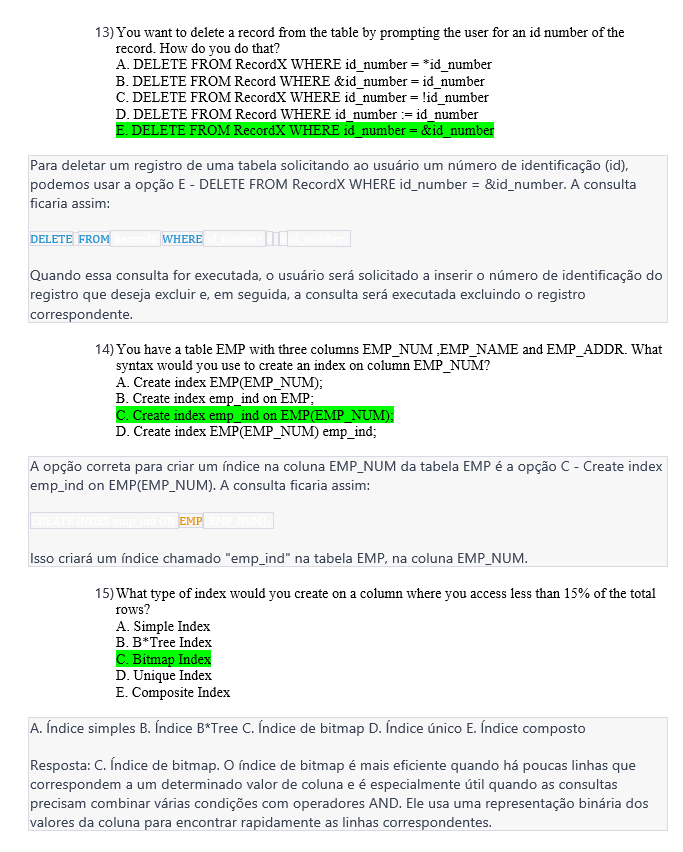 13) You want to delete a record from the table by prompting the user for an id number of the
record. How do you do that?
A. DELETE FROM RecordX WHERE id_number = *id_number
B. DELETE FROM Record WHERE &id_number = id_number
C. DELETE FROM RecordX WHERE id_number = !id_number
D. DELETE FROM Record WHERE id_number := id_number
E. DELETE FROM RecordX WHERE id_number = &id_number
Para deletar um registro de uma tabela solicitando ao usuário um número de identificação (id),
podemos usar a opção E - DELETE FROM RecordX WHERE id_number = &id_number. A consulta
ficaria assim:
DELETE FROM RecordX WHERE id_number id_number
Quando essa consulta for executada, o usuário será solicitado a inserir o número de identificação do
registro que deseja excluir e, em seguida, a consulta será executada excluindo o registro
correspondente.
14) You have a table EMP with three columns EMP_NUM ,EMP_NAME and EMP_ADDR. What
syntax would you use to create an index on column EMP_NUM?
A. Create index EMP(EMP_NUM);
B. Create index emp_ind on EMP;
C. Create index emp_ind on EMP(EMP_NUM);
D. Create index EMP(EMP_NUM) emp_ind;
A opção correta para criar um índice na coluna EMP_NUM da tabela EMP é a opção C - Create index
emp_ind on EMP(EMP_NUM). A consulta ficaria assim:
CREATE INDEX emp_ind ON EMP(EMP_NUM);
Isso criará um índice chamado "emp_ind" na tabela EMP, na coluna EMP_NUM.
15) What type of index would you create on a column where you access less than 15% of the total
rows?
A. Simple Index
B. B*Tree Index
C. Bitmap Index
D. Unique Index
E. Composite Index
A. Índice simples B. Índice B*Tree C. Índice de bitmap D. Índice único E. Índice composto
Resposta: C. Índice de bitmap. O índice de bitmap é mais eficiente quando há poucas linhas que
correspondem a um determinado valor de coluna e é especialmente útil quando as consultas
precisam combinar várias condições com operadores AND. Ele usa uma representação binária dos
valores da coluna para encontrar rapidamente as linhas correspondentes.